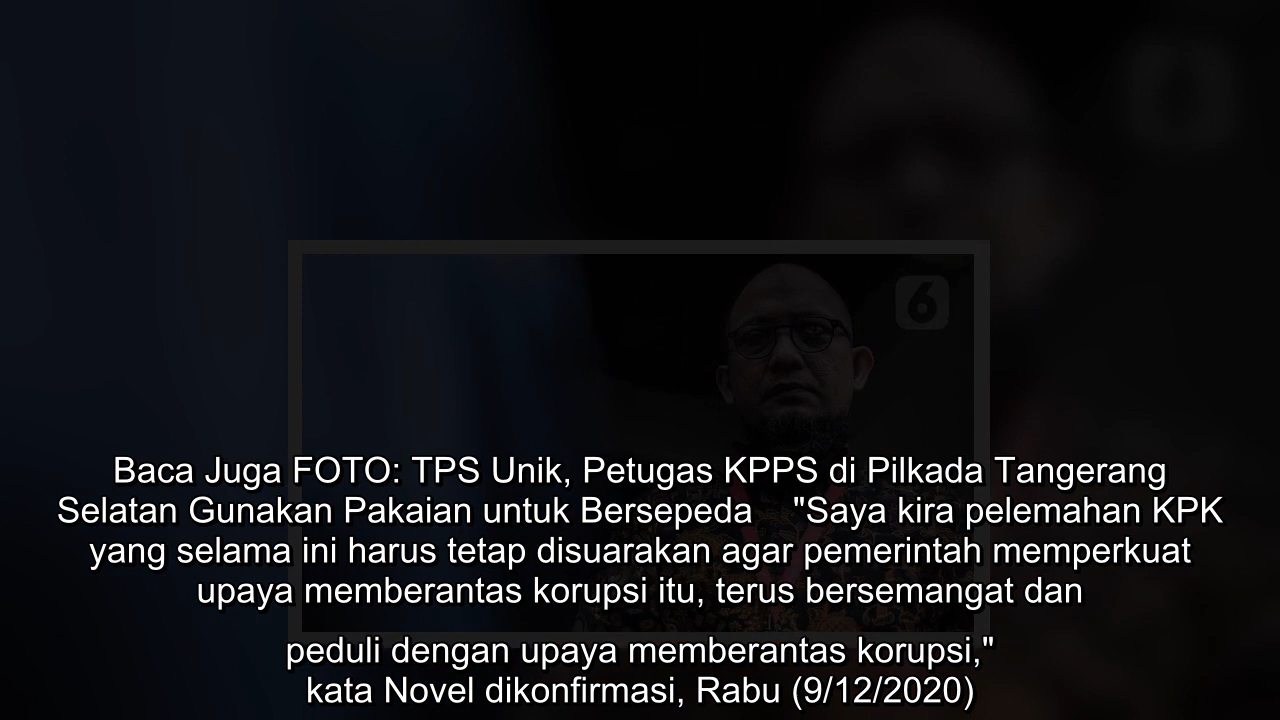 6
Baca Juga FOTO: TPS Unik, Petugas KPPS di Pilkada Tangerang
Selatan Gunakan Pakaian untuk Bersepeda    "Saya kira pelemahan KPK
yang selama ini harus tetap disuarakan agar pemerintah memperkuat
upaya memberantas korupsi itu, terus bersemangat dan
peduli dengan upaya memberantas korupsi,"
kata Novel dikonfirmasi, Rabu (9/12/2020)